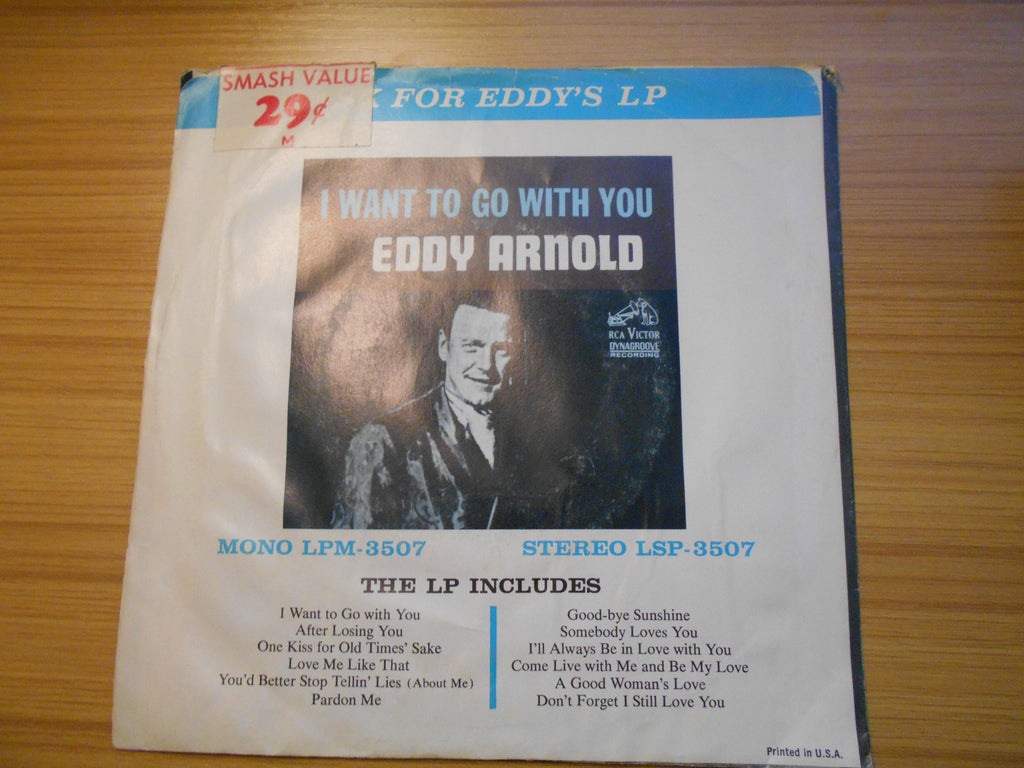 SMASH VALUE
29¢
M
FOR EDDY'S LP
I WANT TO GO WITH YOU
EDDY ARNOLD
RCA VICTOR
DYNAGROOVE
RECORDING
MONO LPM-3507
STEREO LSP-3507
THE LP INCLUDES
I Want to Go with You
After Losing You
One Kiss for Old Times' Sake
Love Me Like That
You'd Better Stop Tellin' Lies (About Me)
Pardon Me
Good-bye Sunshine
Somebody Loves You
I'll Always Be in Love with You
Come Live with Me and Be My Love
A Good Woman's Love
Don't Forget I Still Love You
Printed in U.S.A.